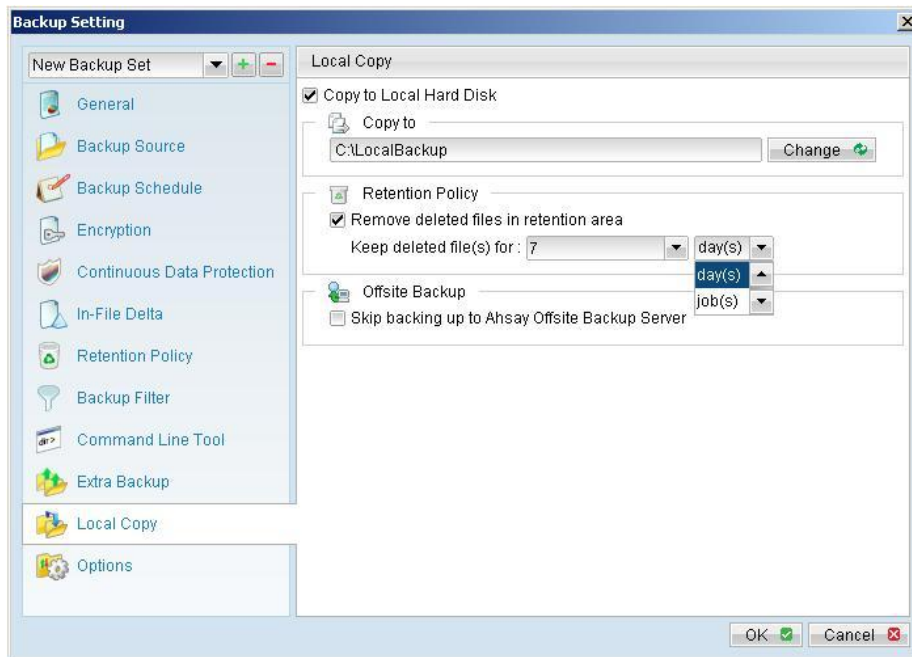 Backup Setting
New Backup Set
General
Backup Source
Backup Schedule
Encryption
Continuous Data Protection
In-File Delta
Retention Policy
Backup Filter
Command Line Tool
Extra Backup
Local Copy
Options
Local Copy
Copy to Local Hard Disk
Copy to
C:\LocalBackup
Change
Retention Policy
Remove deleted files in retention area
Keep deleted file(s) for : 7 day(s)
day(s)
job(s)
Offsite Backup
Skip backing up to Ahsay Offsite Backup Server
OK Cancel